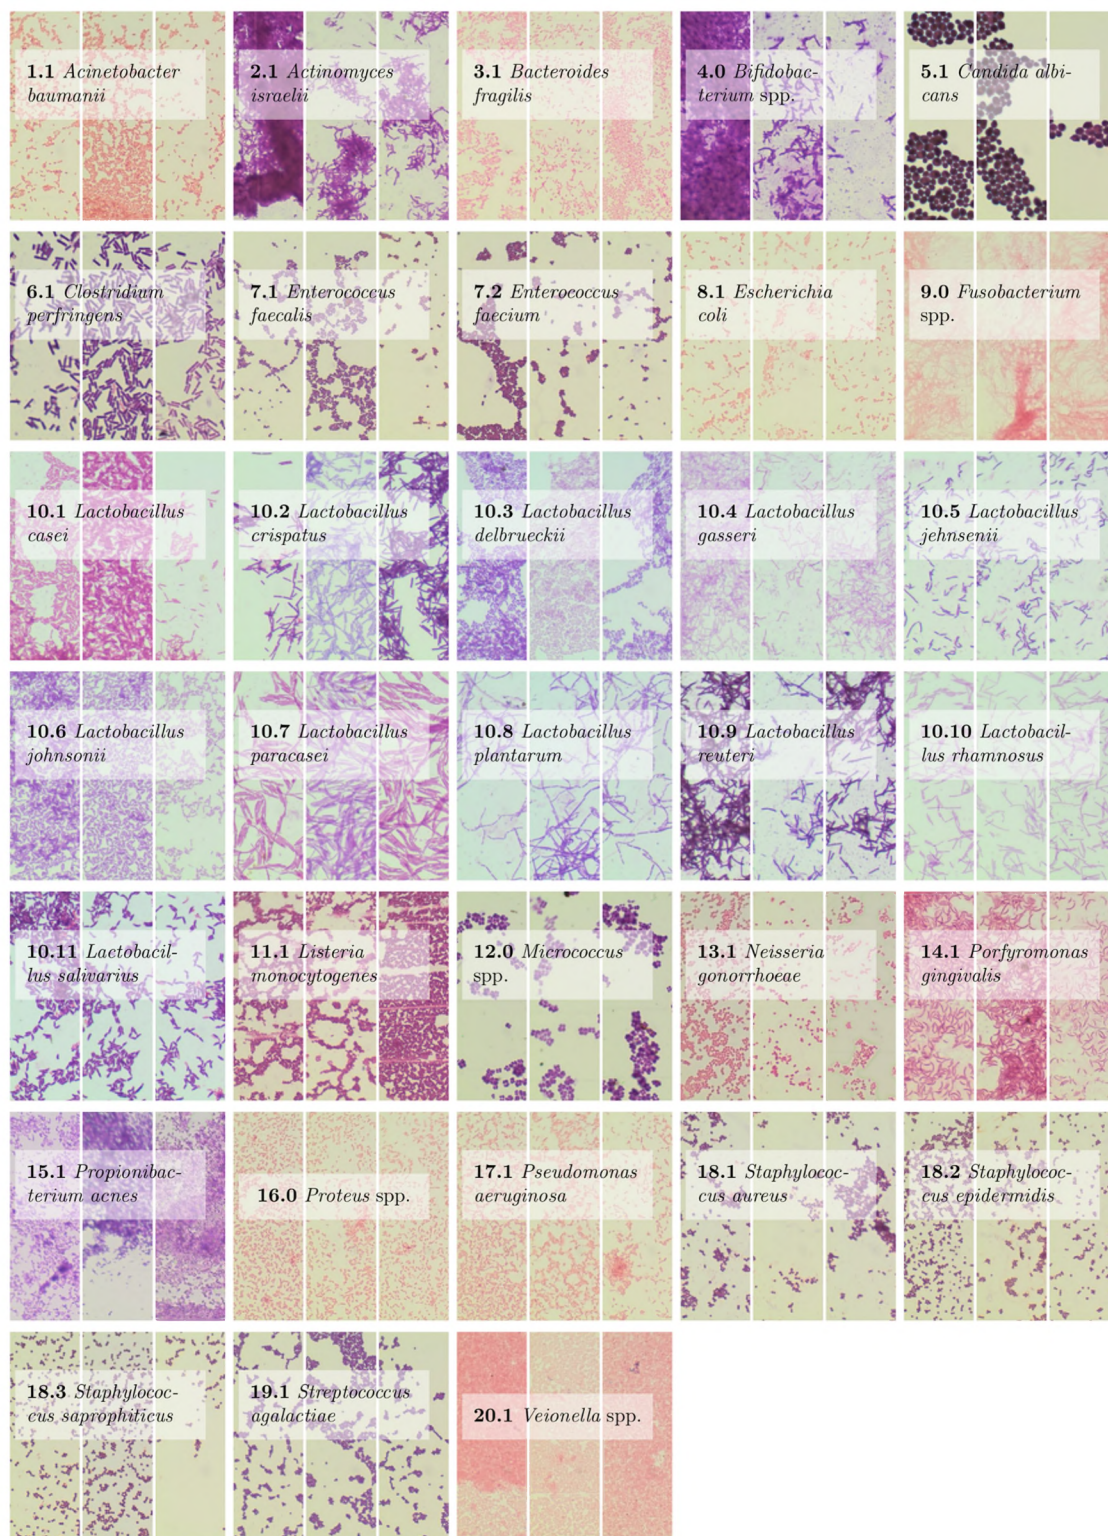 1.1 Acinetobacter
baumanii
2.1 Actinomyces
israelii
3.1 Bacteroides
fragilis
4.0 Bifidobac-
terium spp.
5.1 Candida albi-
cans
6.1 Clostridium
perfringens
7.1 Enterococcus
faecalis
7.2 Enterococcus
faecium
8.1 Escherichia
coli
9.0 Fusobacterium
spp.
10.1 Lactobacillus
casei
10.2 Lactobacillus
crispatus
10.3 Lactobacillus
delbrueckii
10.4 Lactobacillus
gasseri
10.5 Lactobacillus
jehnsenii
10.6 Lactobacillus
johnsonii
10.7 Lactobacillus
paracasei
10.8 Lactobacillus
plantarum
10.9 Lactobacillus
reuteri
10.10 Lactobacil-
lus rhamnosus
10.11 Lactobacil-
lus salivarius
11.1 Listeria
monocytogenes
12.0 Micrococcus
spp.
13.1 Neisseria
gonorrhoeae
14.1 Porfyromonas
gingivalis
15.1 Propionibac-
terium acnes
16.0 Proteus spp.
17.1 Pseudomonas
aeruginosa
18.1 Staphylococ-
cus aureus
18.2 Staphylococ-
cus epidermidis
18.3 Staphylococ-
cus saprophiticus
19.1 Streptococcus
agalactiae
20.1 Veionella spp.